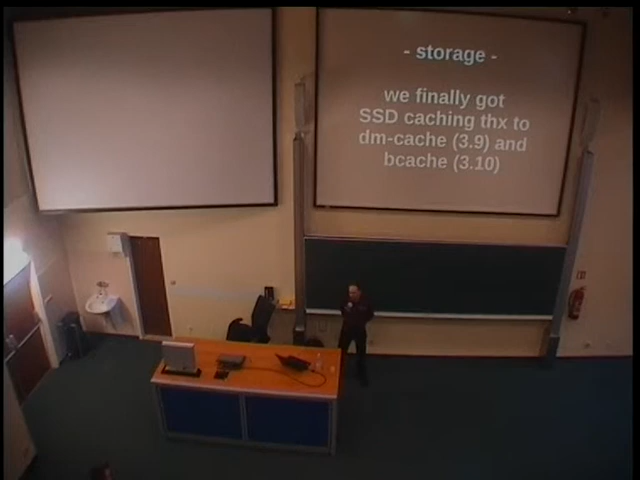 - storage -
we finally got
SSD caching thx to
dm-cache (3.9) and
bcache (3.10)